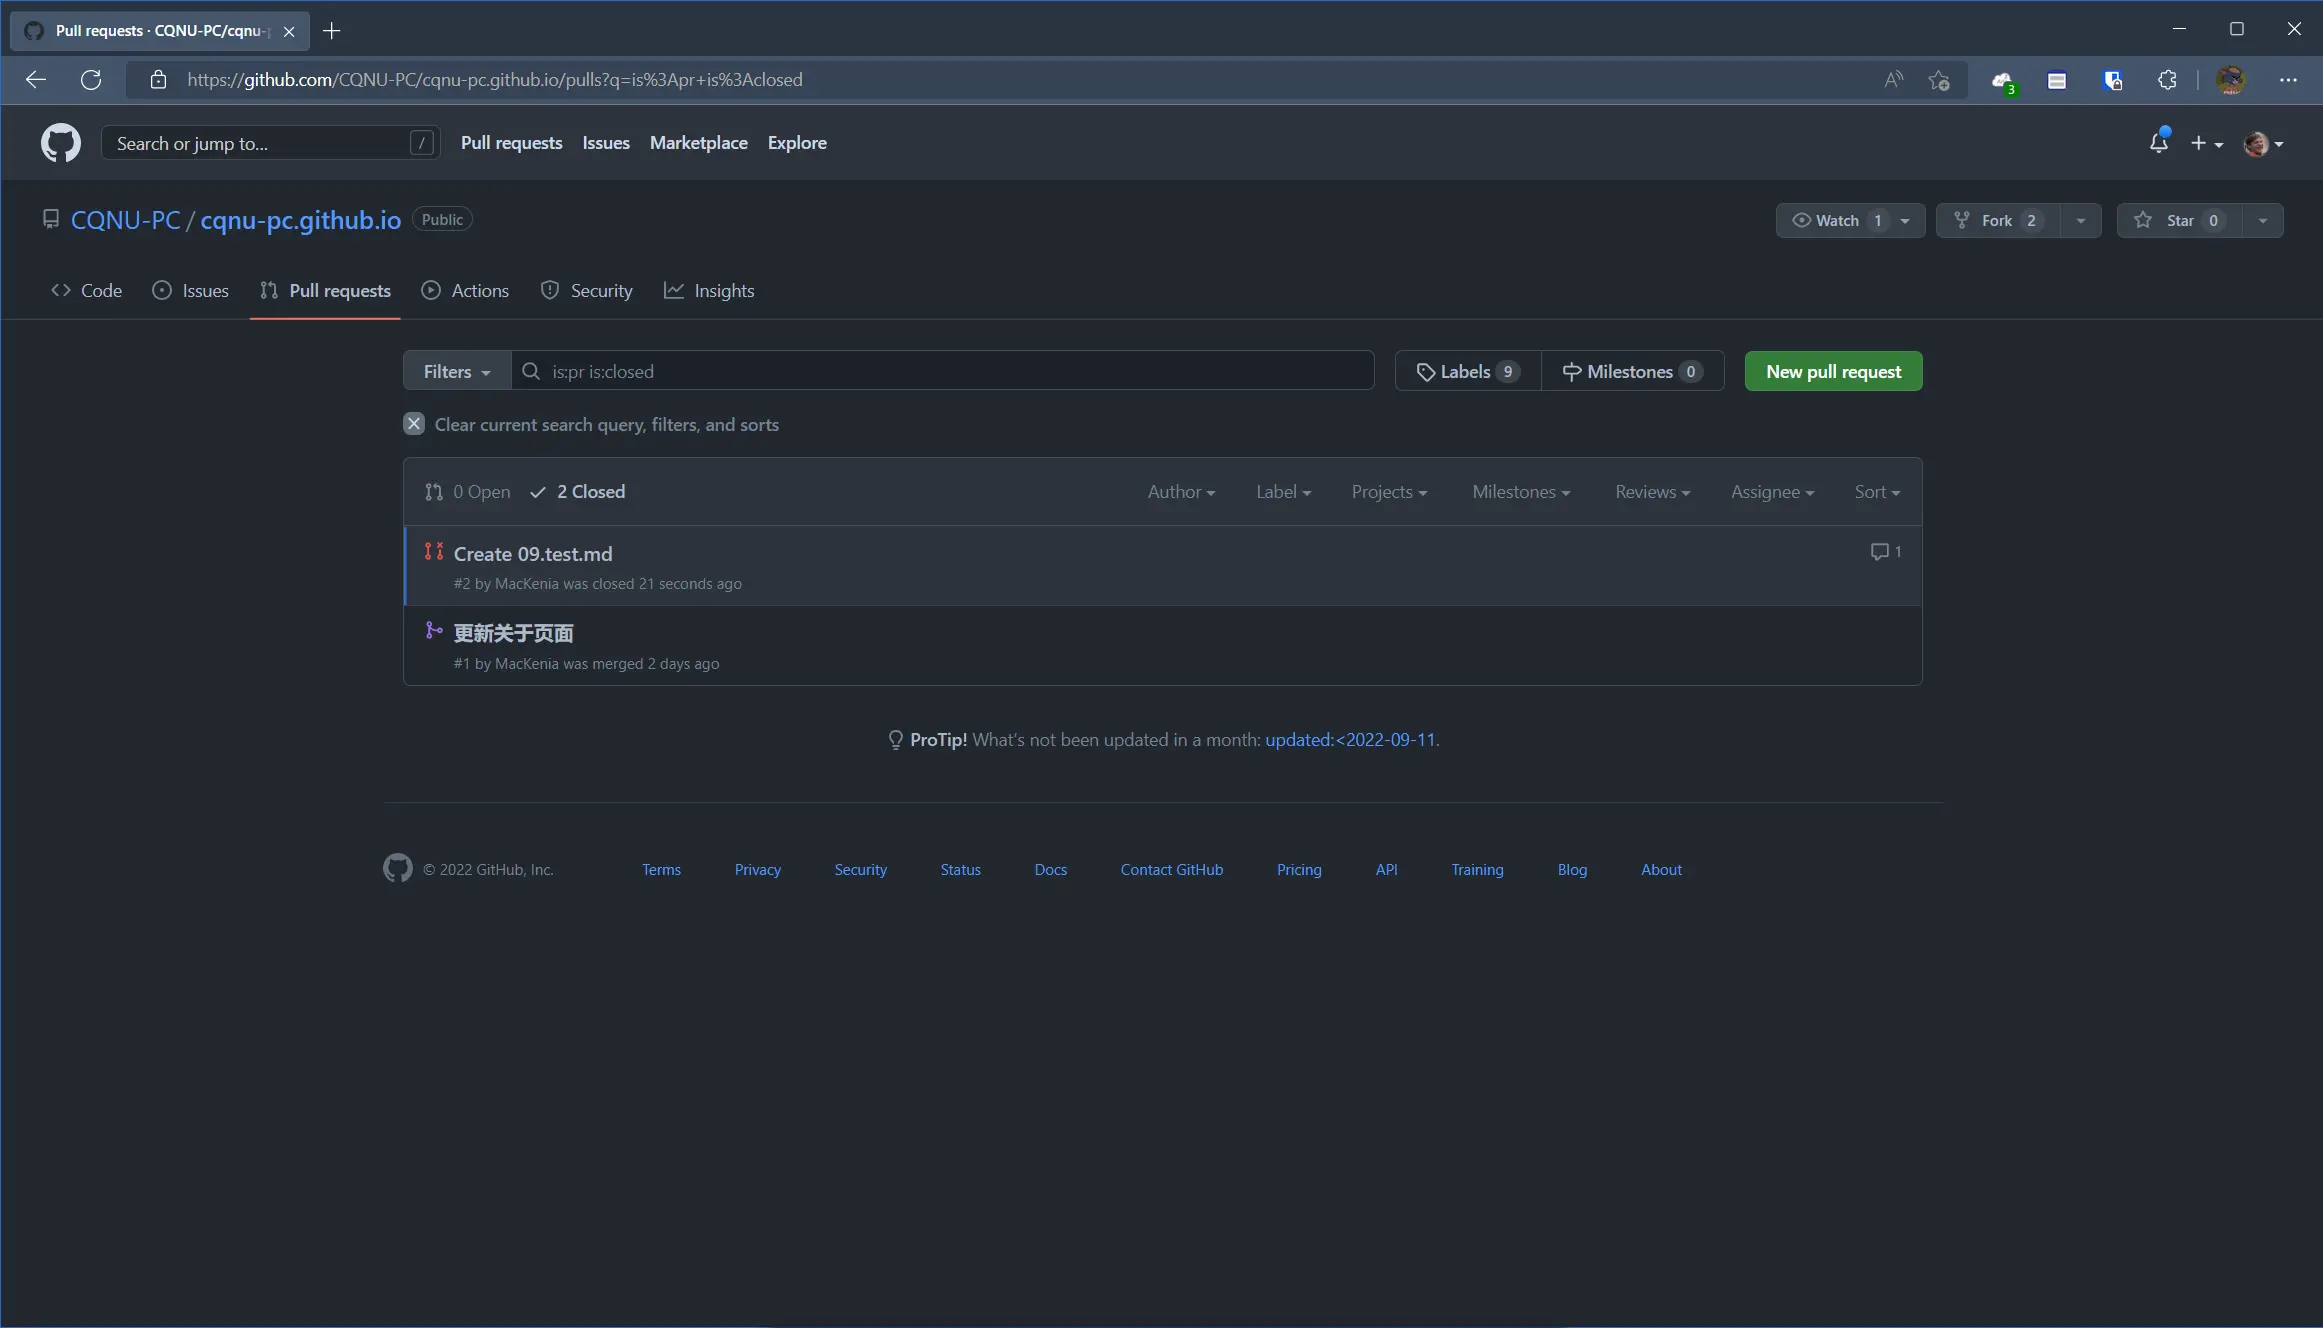 Pull requests · CQNU-PC/cqnu-
https://github.com/CQNU-PC/cqnu-pc.github.io/pulls?q=is%3Apr+is%3Aclosed
3
Search or jump to... /
Pull requests Issues Marketplace Explore
CQNU-PC / cqnu-pc.github.io Public
Watch 1 Fork 2 Star 0
Code Issues Pull requests Actions Security Insights
Filters is:pr is:closed Labels 9 Milestones 0 New pull request
Clear current search query, filters, and sorts
0 Open 2 Closed Author Label Projects Milestones Reviews Assignee Sort
Create 09.test.md 1
#2 by MacKenia was closed 21 seconds ago
更新关于页面
#1 by MacKenia was merged 2 days ago
ProTip! What's not been updated in a month: updated:<2022-09-11.
© 2022 GitHub, Inc. Terms Privacy Security Status Docs Contact GitHub Pricing API Training Blog About